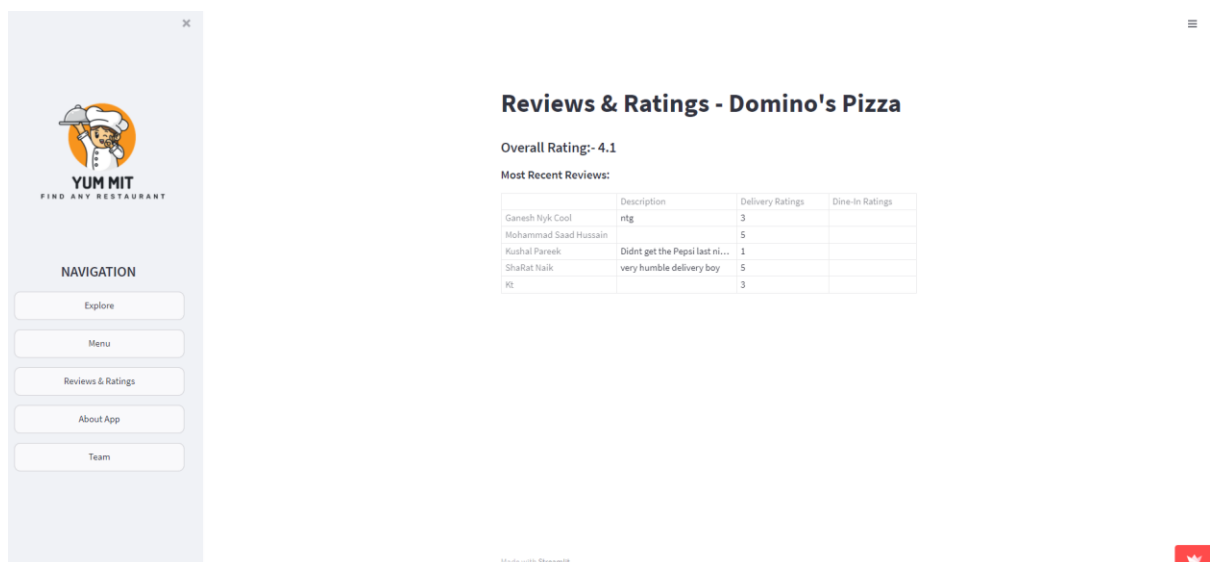 ×
YUM MIT
FIND ANY RESTAURANT
NAVIGATION
Explore
Menu
Reviews & Ratings
About App
Team
Reviews & Ratings - Domino's Pizza
Overall Rating:- 4.1
Most Recent Reviews:
Description Delivery Ratings Dine-In Ratings
Ganesh Nyk Cool ntg 3
Mohammad Saad Hussain 5
Kushal Pareek Didnt get the Pepsi last ni... 1
ShaRat Naik very humble delivery boy 5
Kt 3
Made with Streamlit